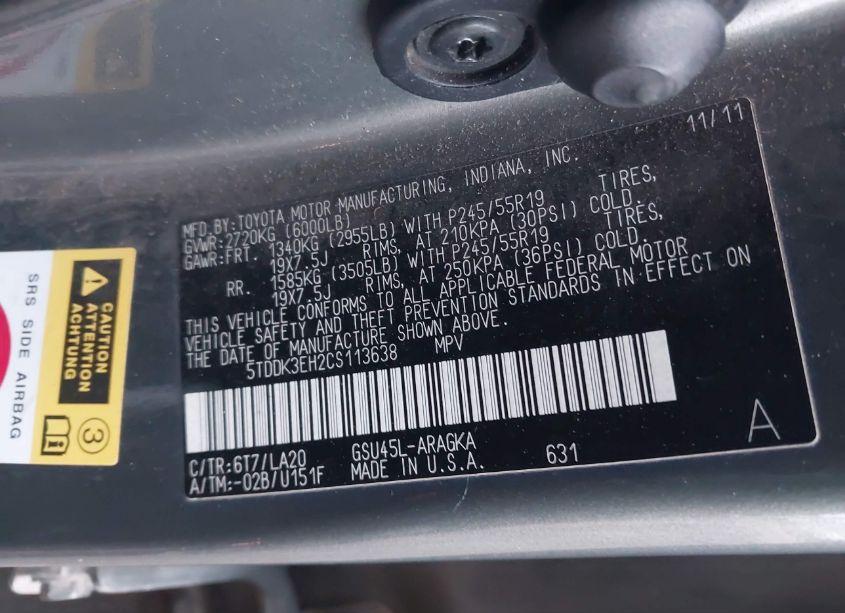 11/11
MFD.BY:TOYOTA MOTOR MANUFACTURING, INDIANA, INC.
GVWR:2720KG (6000LB)
GAWR:FRT. 1340KG (2955LB) WITH P245/55R19 TIRES,
19X7.5J RIMS, AT 210KPA (30PSI) COLD.
RR. 1585KG (3505LB) WITH P245/55R19 TIRES,
19X7.5J RIMS, AT 250KPA (36PSI) COLD.
THIS VEHICLE CONFORMS TO ALL APPLICABLE FEDERAL MOTOR
VEHICLE SAFETY AND THEFT PREVENTION STANDARDS IN EFFECT ON
THE DATE OF MANUFACTURE SHOWN ABOVE.
5TDDK3EH2CS113638 MPV
C/TR:6T7/LA20 GSU45L-ARAGKA
A/TM:-02B/U151F MADE IN U.S.A. 631
A
CAUTION
ATTENTION
ACHTUNG
SRS SIDE AIRBAG
3
i